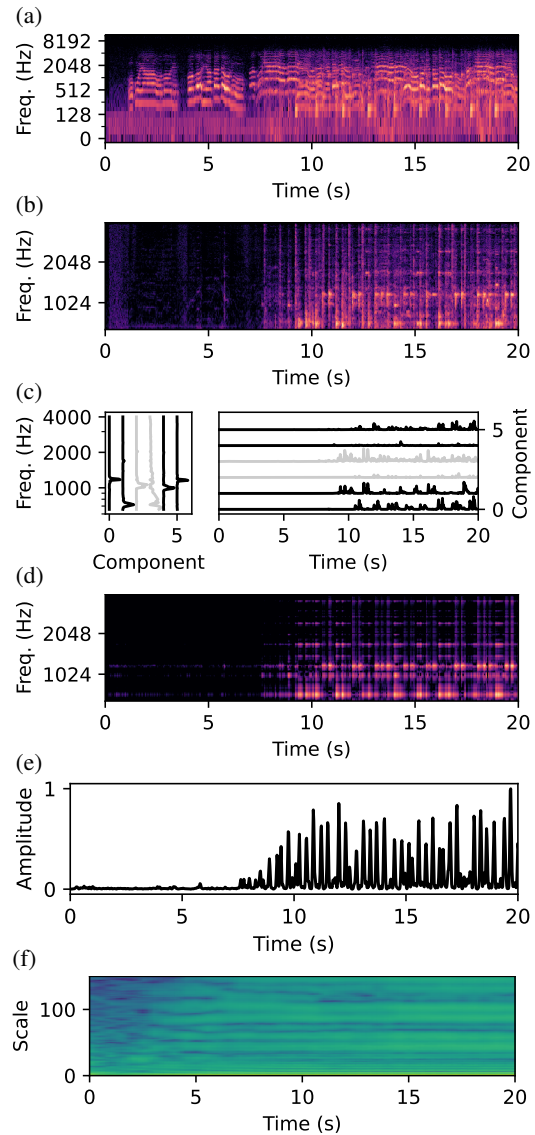 (a)
Freq. (Hz)
8192
2048
512
128
0
0 5 10 15 20
Time (s)
(b)
Freq. (Hz)
2048
1024
0 5 10 15 20
Time (s)
(c)
Freq. (Hz)
4000
2000
1000
0 5
Component
0 5 10 15 20
Time (s)
5
0
Component
(d)
Freq. (Hz)
2048
1024
0 5 10 15 20
Time (s)
(e)
Amplitude
1
0
0 5 10 15 20
Time (s)
(f)
Scale
100
0
0 5 10 15 20
Time (s)